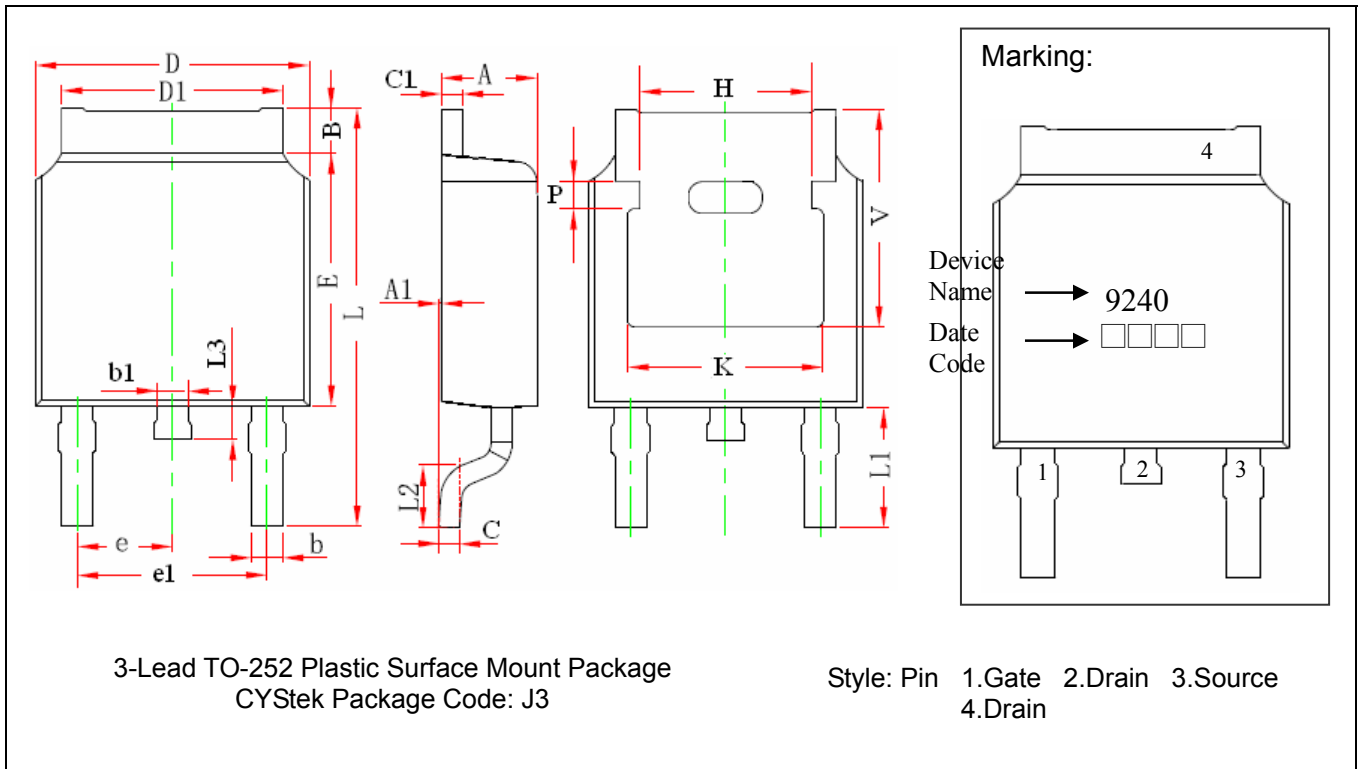 D
D1
B
E
L
L3
b1
e
e1
b
C1
A
A1
L2
C
H
P
V
K
L1
Marking:
4
Device
Name
9240
Date
Code
□□□□
1
2
3
3-Lead TO-252 Plastic Surface Mount Package
CYStek Package Code: J3
Style: Pin 1.Gate 2.Drain 3.Source
4.Drain